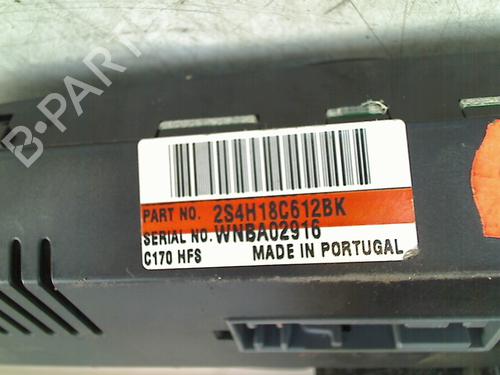 B-PARTS
PART NO. 2S4H18C612BK
SERIAL NO. WNBA02916
C170 HFS MADE IN PORTUGAL